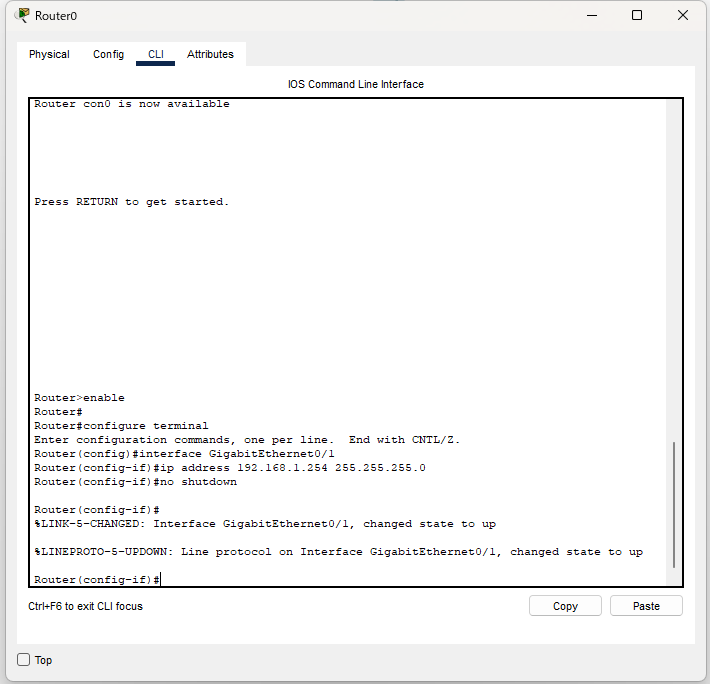 Router0
Physical Config CLI Attributes
IOS Command Line Interface
Router con0 is now available
Press RETURN to get started.
Router>enable
Router#
Router#configure terminal
Enter configuration commands, one per line.  End with CNTL/Z.
Router(config)#interface GigabitEthernet0/1
Router(config-if)#ip address 192.168.1.254 255.255.255.0
Router(config-if)#no shutdown
Router(config-if)#
%LINK-5-CHANGED: Interface GigabitEthernet0/1, changed state to up
%LINEPROTO-5-UPDOWN: Line protocol on Interface GigabitEthernet0/1, changed state to up
Router(config-if)#
Ctrl+F6 to exit CLI focus Copy Paste
Top